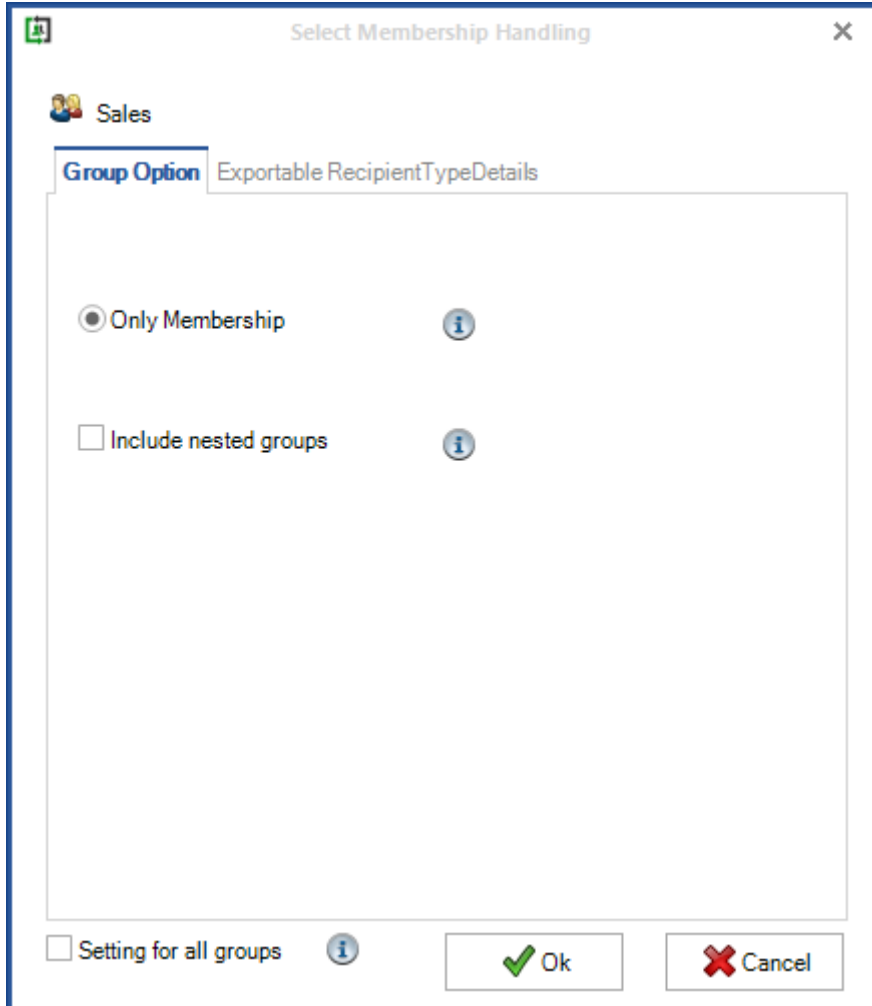 Select Membership Handling
Sales
Group Option Exportable RecipientTypeDetails
Only Membership
Include nested groups
Setting for all groups Ok Cancel